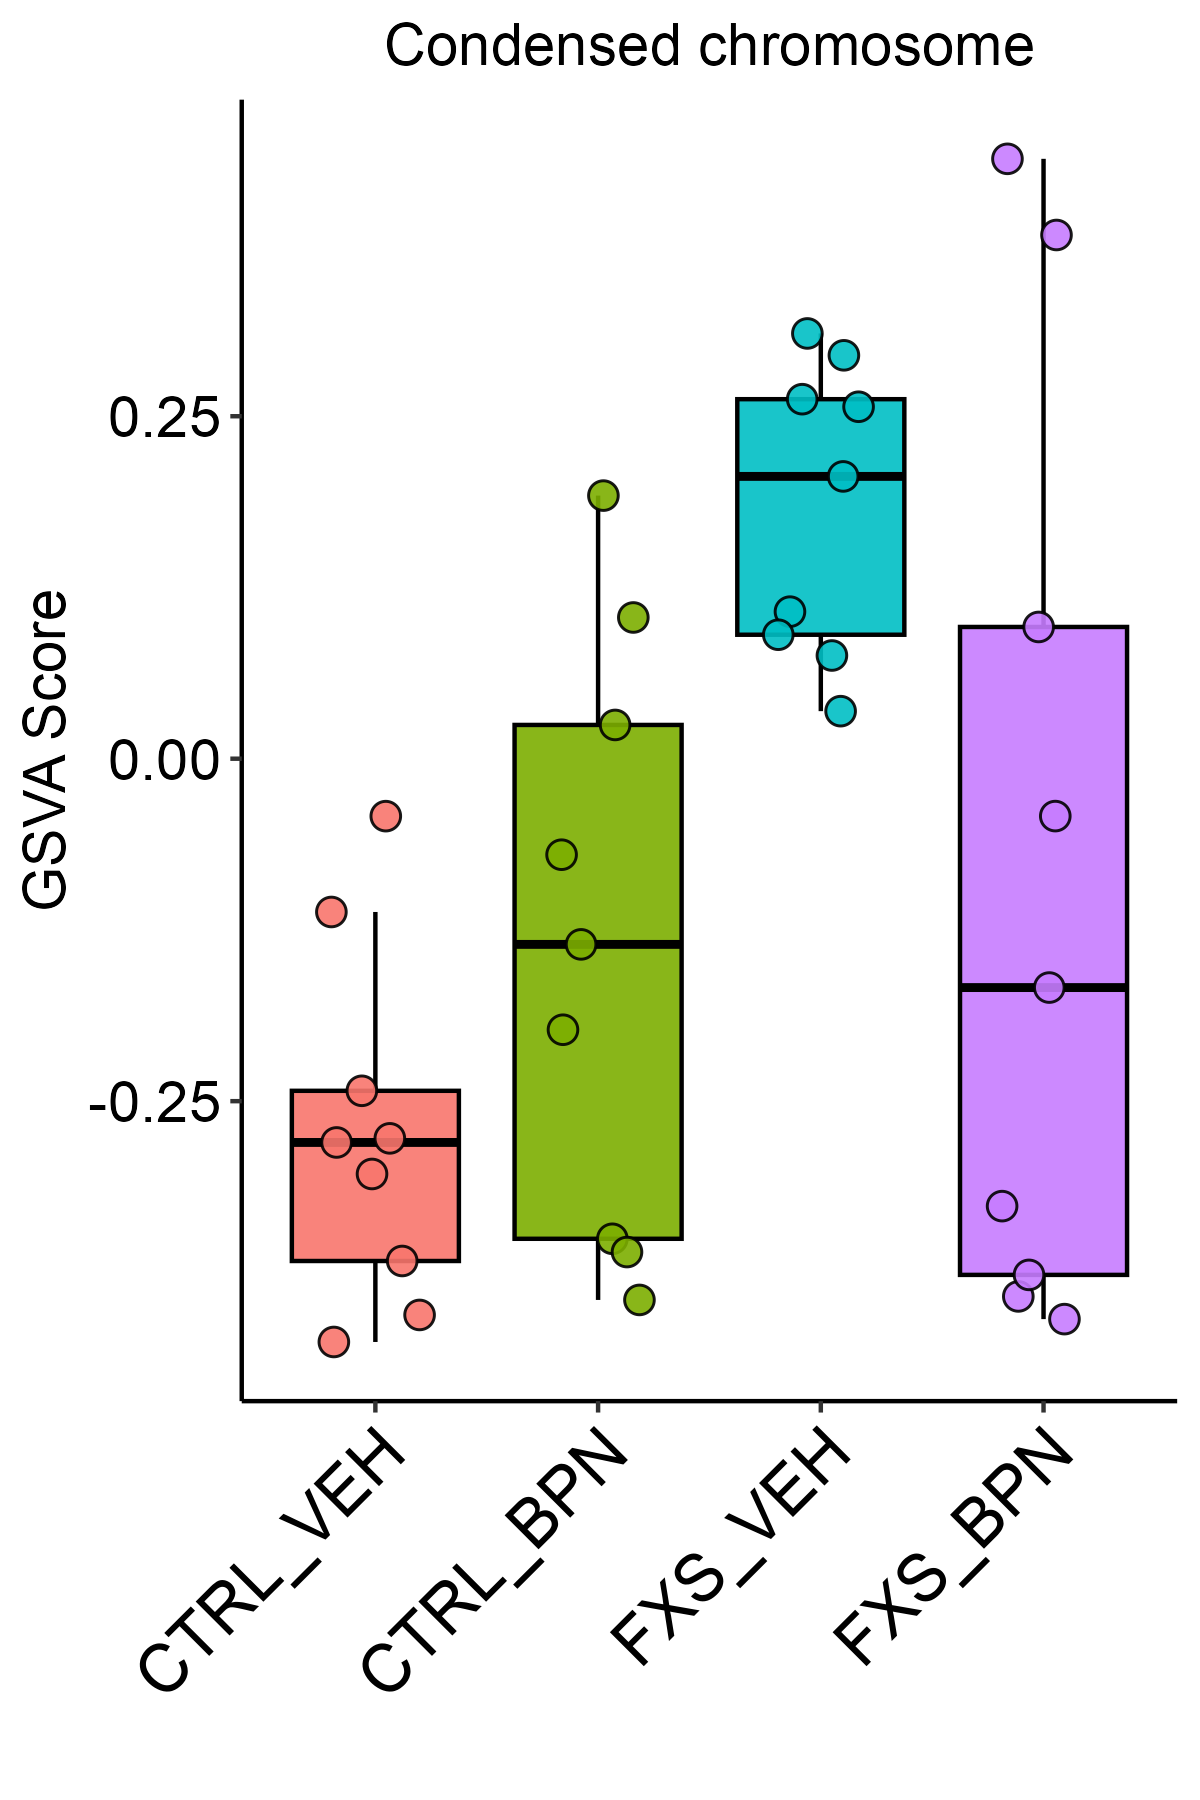 Condensed chromosome
GSVA Score
0.25
0.00
-0.25
CTRL_VEH
CTRL_BPN
FXS_VEH
FXS_BPN